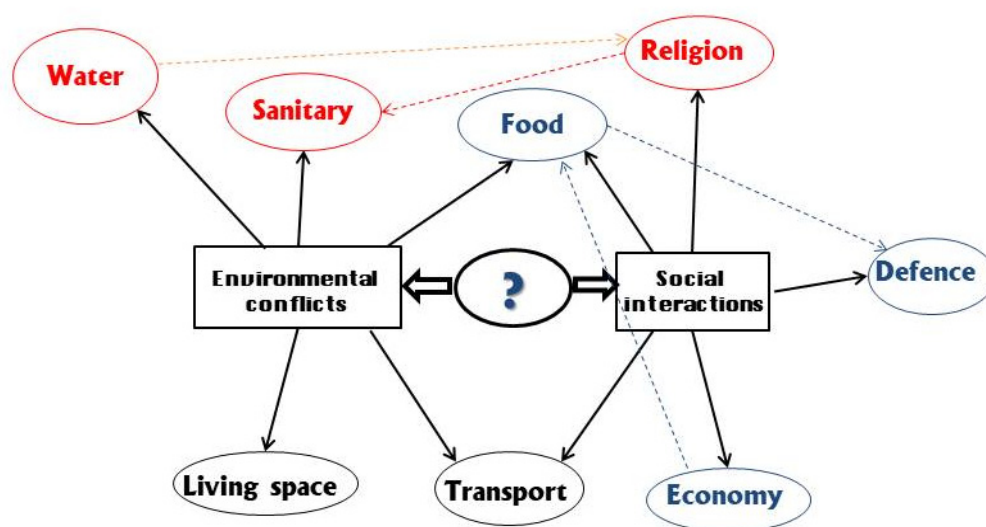 Water
Religion
Sanitary
Food
Environmental
conflicts
?
Social
interactions
Defence
Living space
Transport
Economy